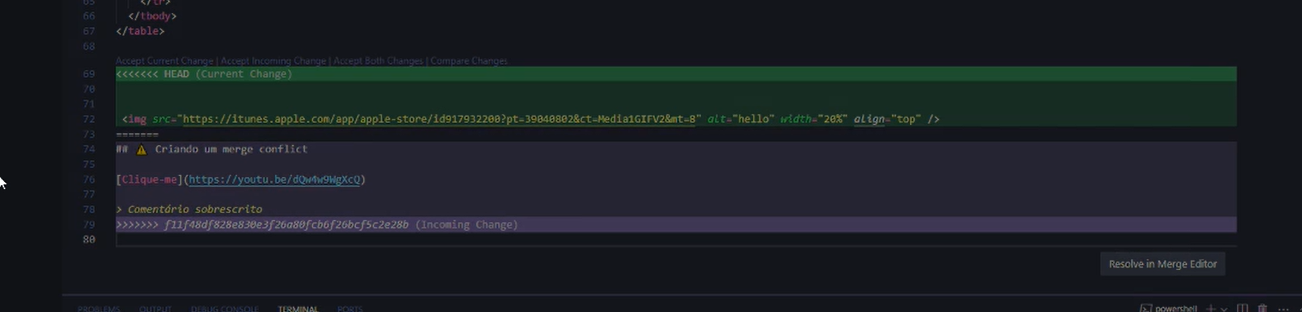 65 </tr>
66 </tbody>
67 </table>
68
Accept Current Change | Accept Incoming Change | Accept Both Changes | Compare Changes
69 <<<<<<< HEAD (Current Change)
70
71
72 <img src="https://itunes.apple.com/app/apple-store/id917932200?pt=39040802&ct=Media1GIFV2&mt=8" alt="hello" width="20%" align="top" />
73 =======
74 ## ⚠️ Criando um merge conflict
75
76 [Clique-me](https://youtu.be/dQw4w9WgXcQ)
77
78 > Comentário sobrescrito
79 >>>>>>> f11f48df828e830e3f26a80fcb6f26bcf5c2e28b (Incoming Change)
80
Resolve in Merge Editor
PROBLEMS OUTPUT DEBUG CONSOLE TERMINAL PORTS powershell